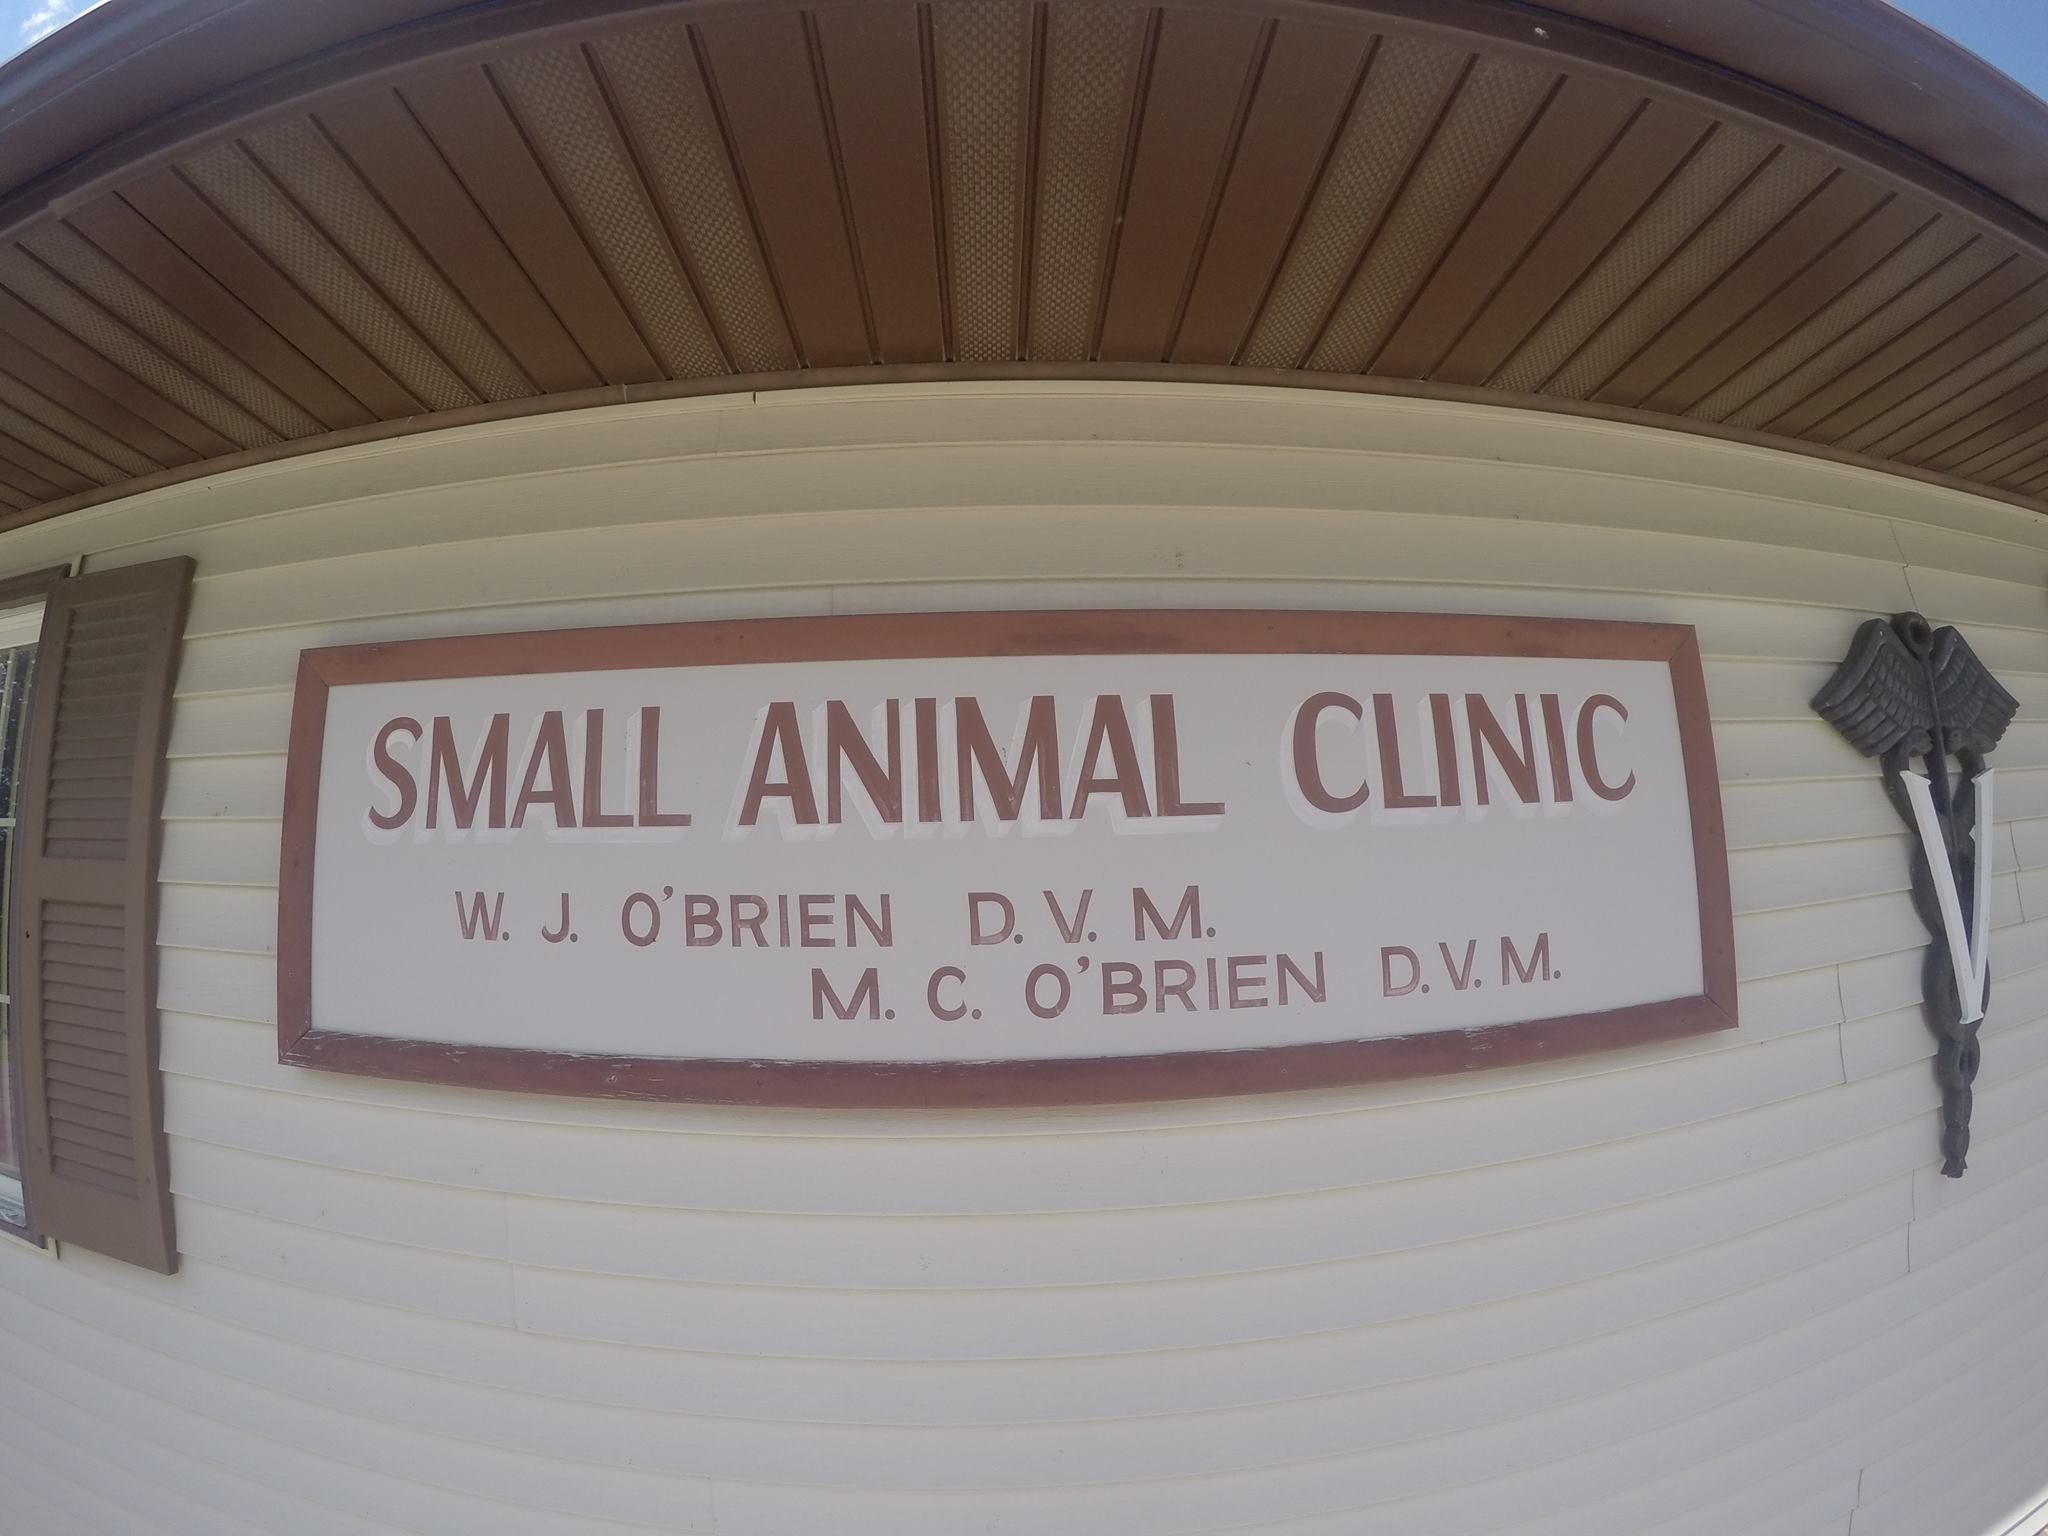 SMALL ANIMAL CLINIC
W. J. O'BRIEN D. V. M.
M. C. O'BRIEN D. V. M.
V